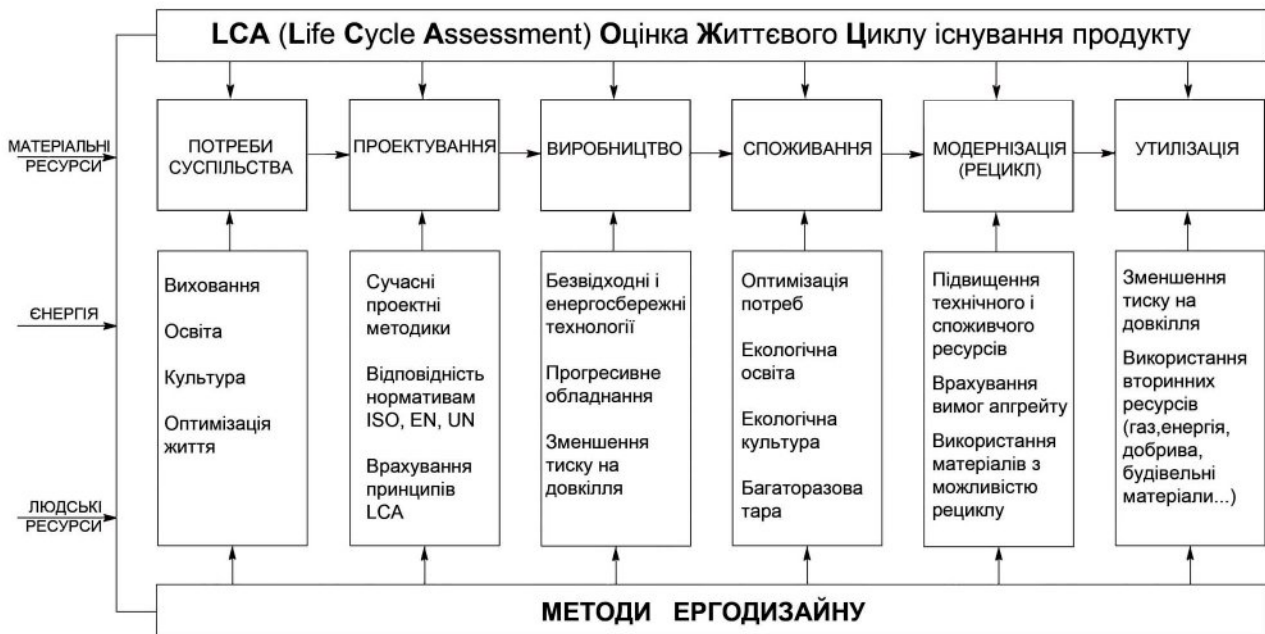 LCA (Life Cycle Assessment) Оцінка Життєвого Циклу існування продукту
МАТЕРІАЛЬНІ
РЕСУРСИ
ЄНЕРГІЯ
ЛЮДСЬКІ
РЕСУРСИ
ПОТРЕБИ
СУСПІЛЬСТВА
ПРОЕКТУВАННЯ
ВИРОБНИЦТВО
СПОЖИВАННЯ
МОДЕРНІЗАЦІЯ
(РЕЦИКЛ)
УТИЛІЗАЦІЯ
Виховання
Освіта
Культура
Оптимізація
життя
Сучасні
проектні
методики
Відповідність
нормативам
ISO, EN, UN
Врахування
принципів
LCA
Безвідходні і
енергосбережні
технології
Прогресивне
обладнання
Зменшення
тиску на
довкілля
Оптимізація
потреб
Екологічна
освіта
Екологічна
культура
Багаторазова
тара
Підвищення
технічного і
споживчого
ресурсів
Врахування
вимог апгрейту
Використання
матеріалів з
можливістю
рециклу
Зменшення
тиску на
довкілля
Використання
вторинних
ресурсів
(газ,енергія,
добрива,
будівельні
матеріали...)
МЕТОДИ ЕРГОДИЗАЙНУ